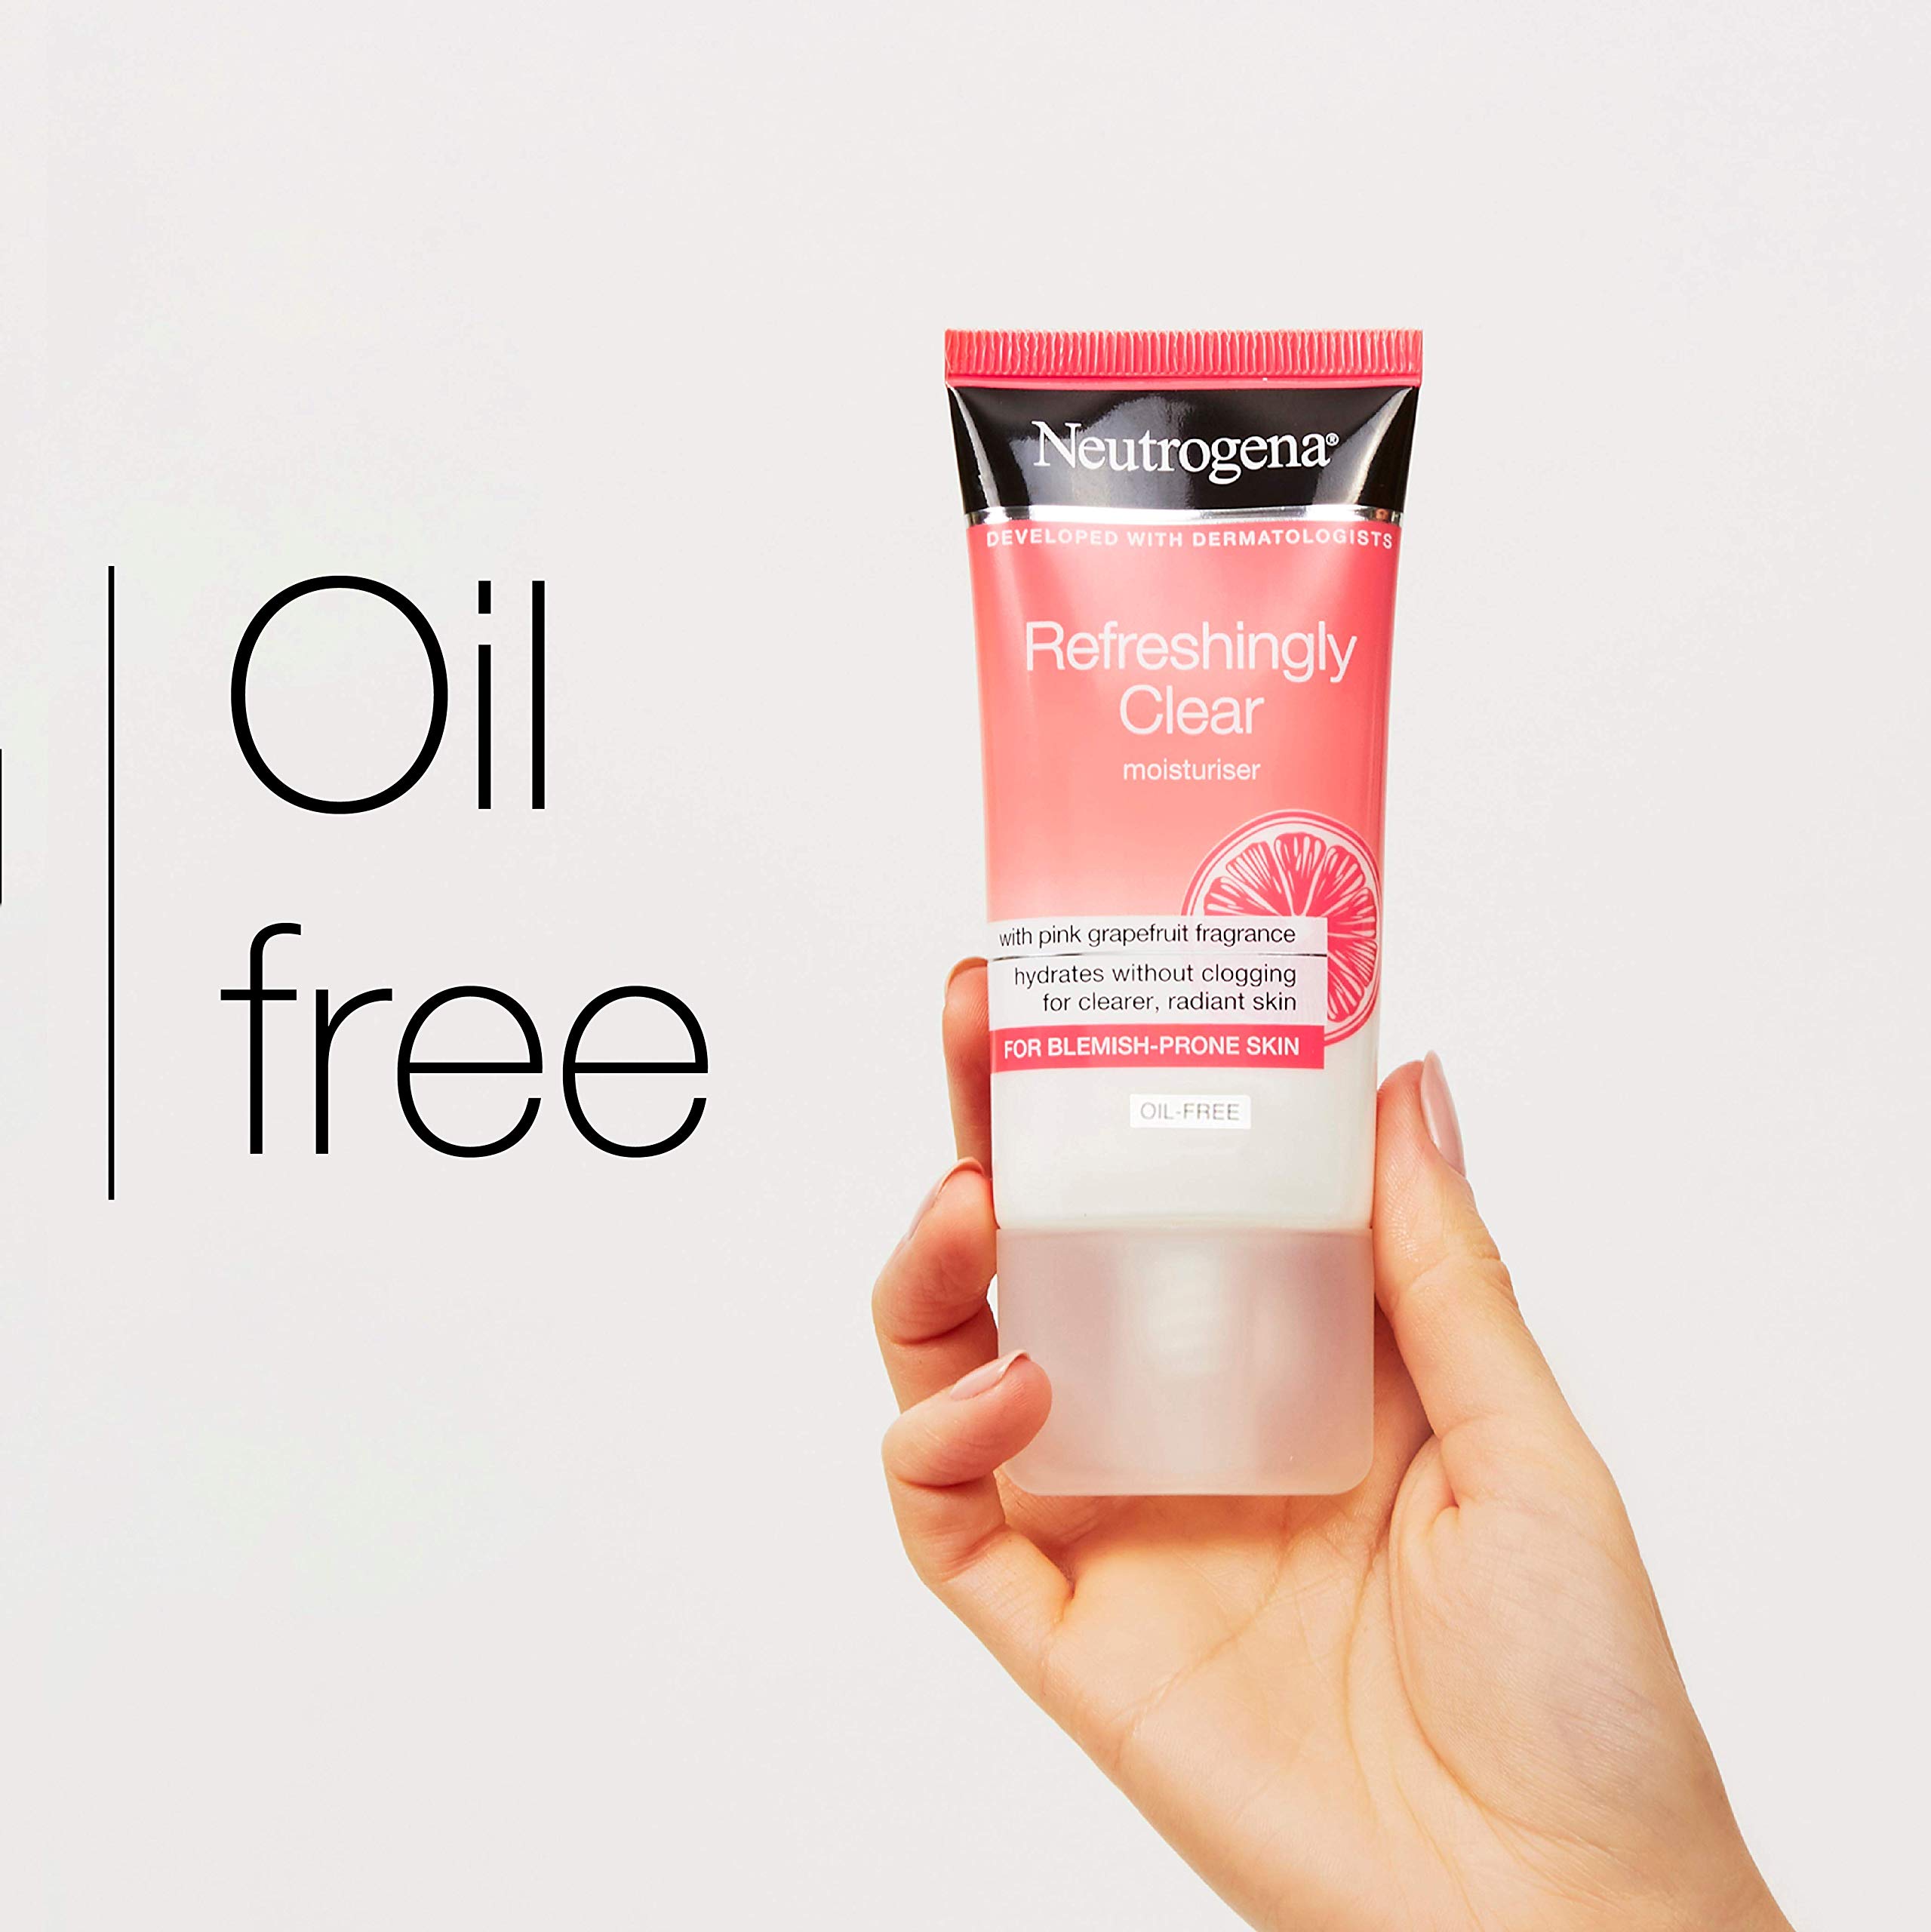 Oil
free
Neutrogena®
DEVELOPED WITH DERMATOLOGISTS
Refreshingly
Clear
moisturiser
with pink grapefruit fragrance
hydrates without clogging
for clearer, radiant skin
FOR BLEMISH-PRONE SKIN
OIL-FREE